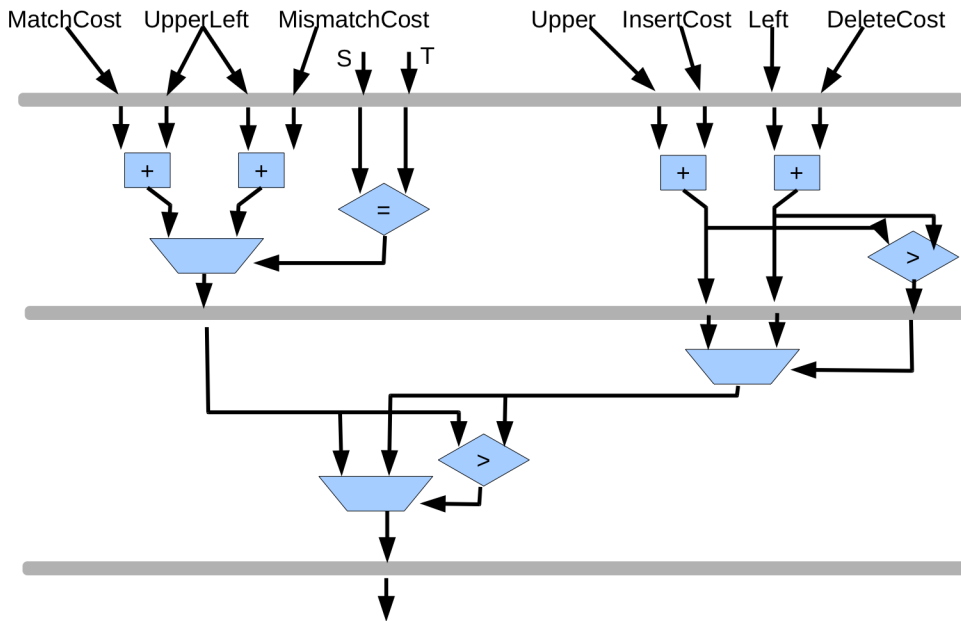 MatchCost UpperLeft MismatchCost Upper InsertCost Left DeleteCost
S T
+ + + +
=
>
>